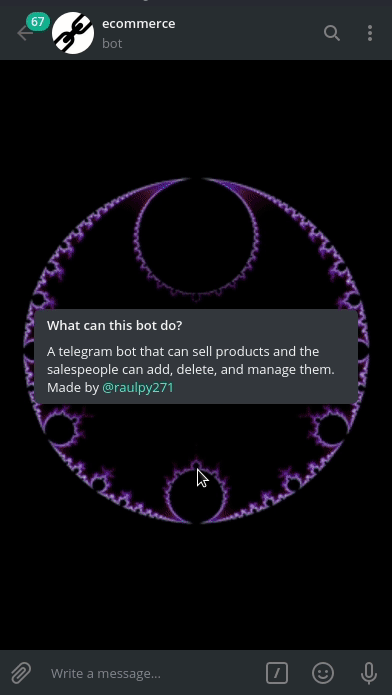 67
ecommerce
bot
What can this bot do?
A telegram bot that can sell products and the
salespeople can add, delete, and manage them.
Made by @raulpy271
Write a message...